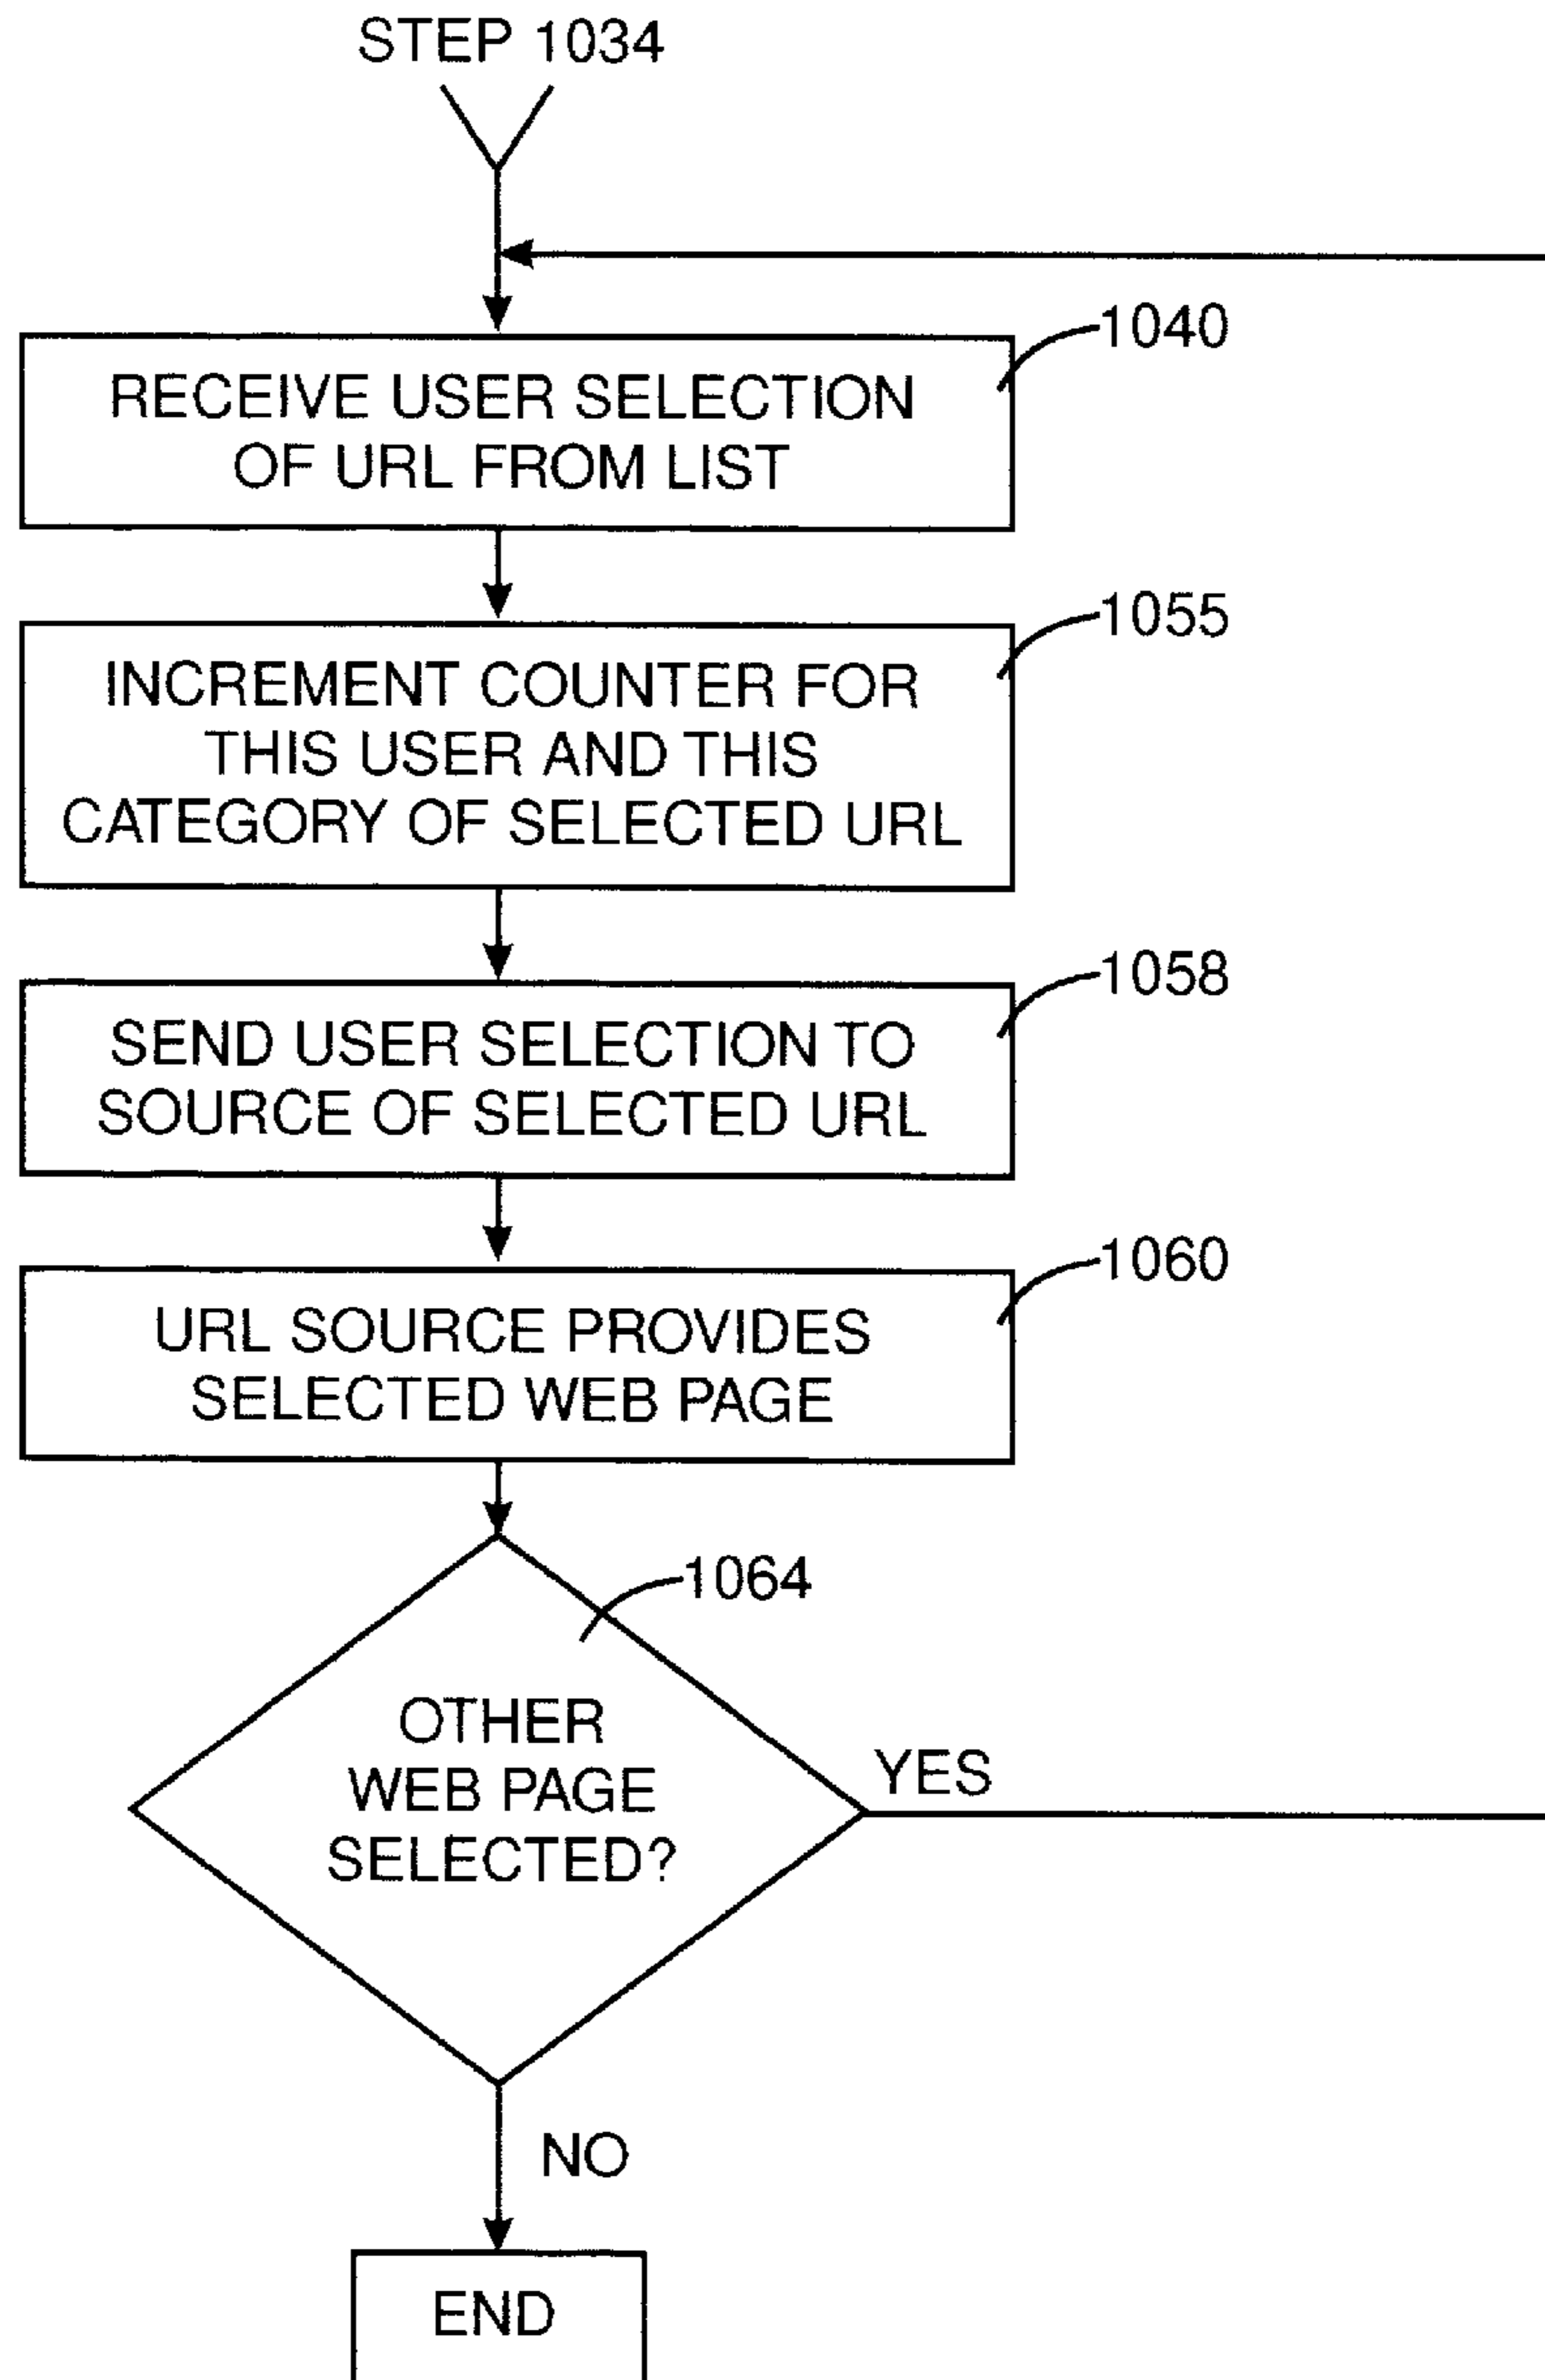 STEP 1034
1040
RECEIVE USER SELECTION
OF URL FROM LIST
1055
INCREMENT COUNTER FOR
THIS USER AND THIS
CATEGORY OF SELECTED URL
1058
SEND USER SELECTION TO
SOURCE OF SELECTED URL
1060
URL SOURCE PROVIDES
SELECTED WEB PAGE
1064
OTHER
WEB PAGE
SELECTED?
YES
NO
END